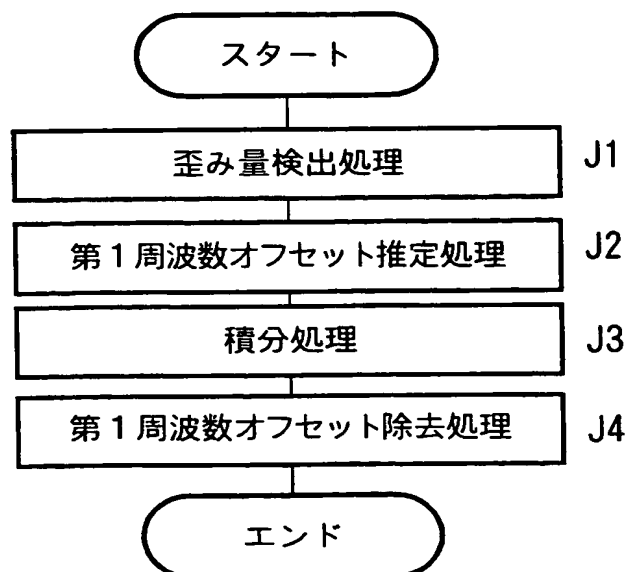 スタート
歪み量検出処理 J1
第1周波数オフセット推定処理 J2
積分処理 J3
第1周波数オフセット除去処理 J4
エンド